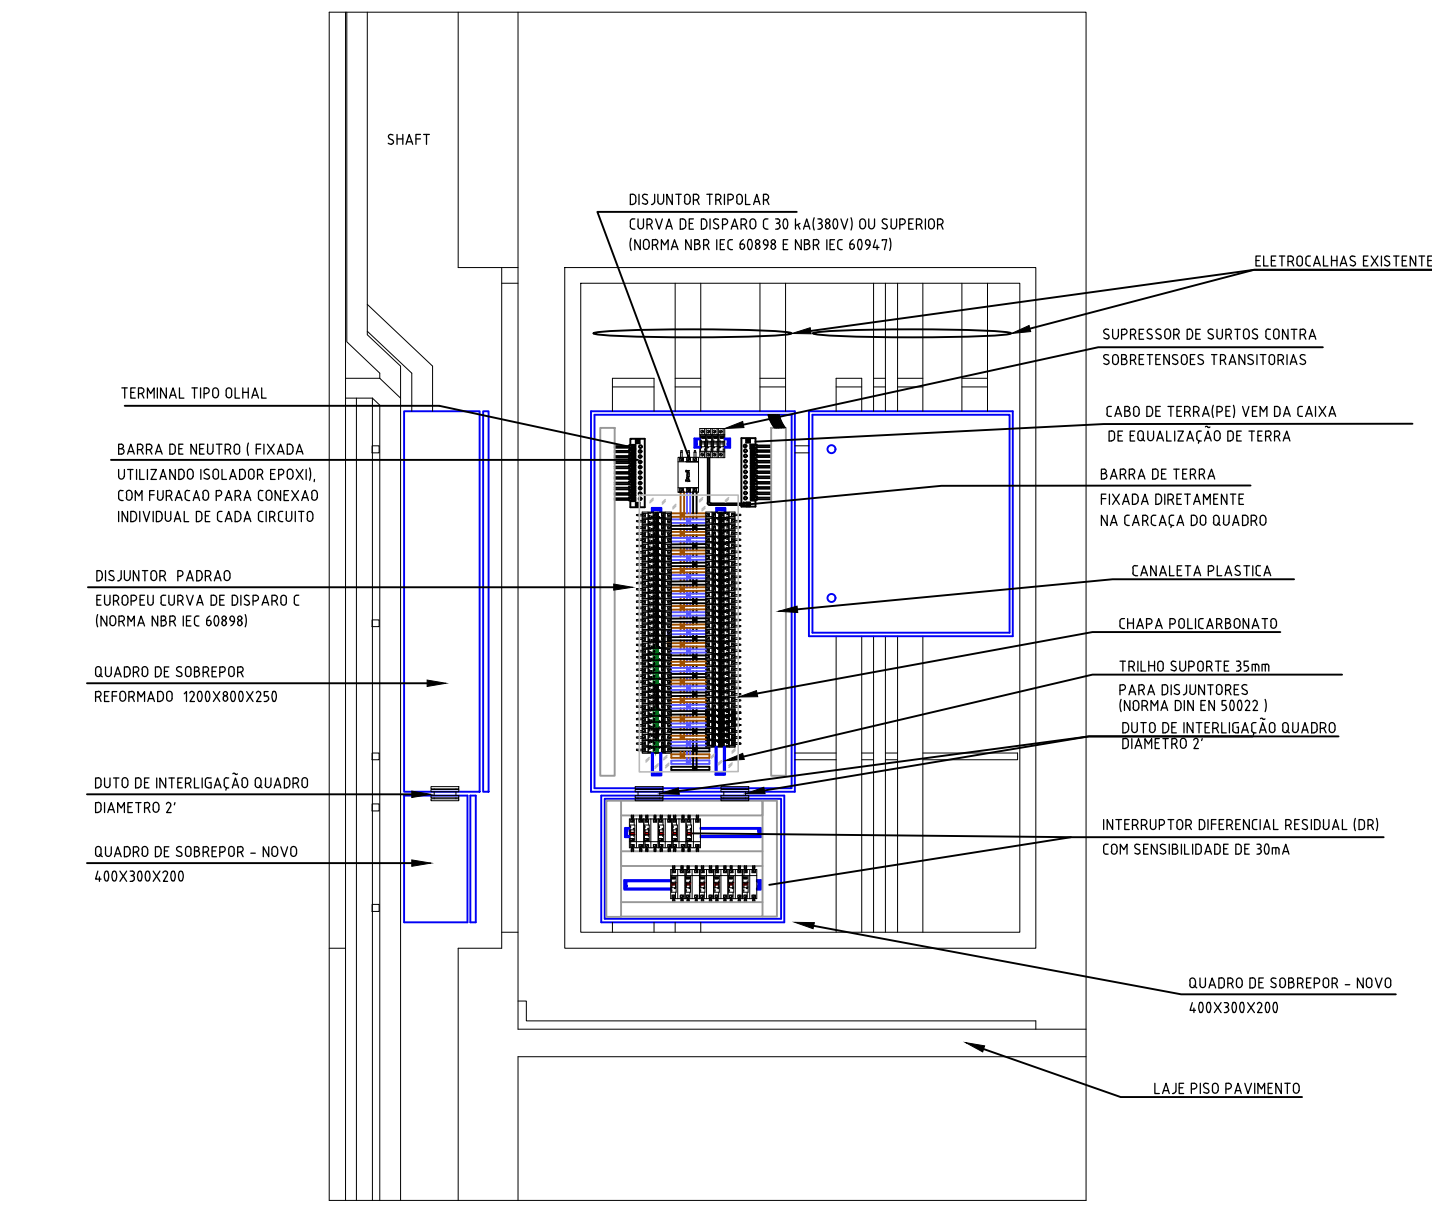 SHAFT
DISJUNTOR TRIPOLAR
CURVA DE DISPARO C 30 kA(380V) OU SUPERIOR
(NORMA NBR IEC 60898 E NBR IEC 60947)
ELETROCALHAS EXISTENTE
SUPRESSOR DE SURTOS CONTRA
SOBRETENSOES TRANSITORIAS
TERMINAL TIPO OLHAL
CABO DE TERRA(PE) VEM DA CAIXA
DE EQUALIZAÇÃO DE TERRA
BARRA DE NEUTRO ( FIXADA
UTILIZANDO ISOLADOR EPOXI),
COM FURACAO PARA CONEXAO
INDIVIDUAL DE CADA CIRCUITO
BARRA DE TERRA
FIXADA DIRETAMENTE
NA CARCAÇA DO QUADRO
DISJUNTOR PADRAO
EUROPEU CURVA DE DISPARO C
(NORMA NBR IEC 60898)
CANALETA PLASTICA
CHAPA POLICARBONATO
QUADRO DE SOBREPOR
REFORMADO 1200X800X250
TRILHO SUPORTE 35mm
PARA DISJUNTORES
(NORMA DIN EN 50022 )
DUTO DE INTERLIGAÇÃO QUADRO
DIAMETRO 2'
DUTO DE INTERLIGAÇÃO QUADRO
DIAMETRO 2'
INTERRUPTOR DIFERENCIAL RESIDUAL (DR)
COM SENSIBILIDADE DE 30mA
QUADRO DE SOBREPOR - NOVO
400X300X200
QUADRO DE SOBREPOR - NOVO
400X300X200
LAJE PISO PAVIMENTO